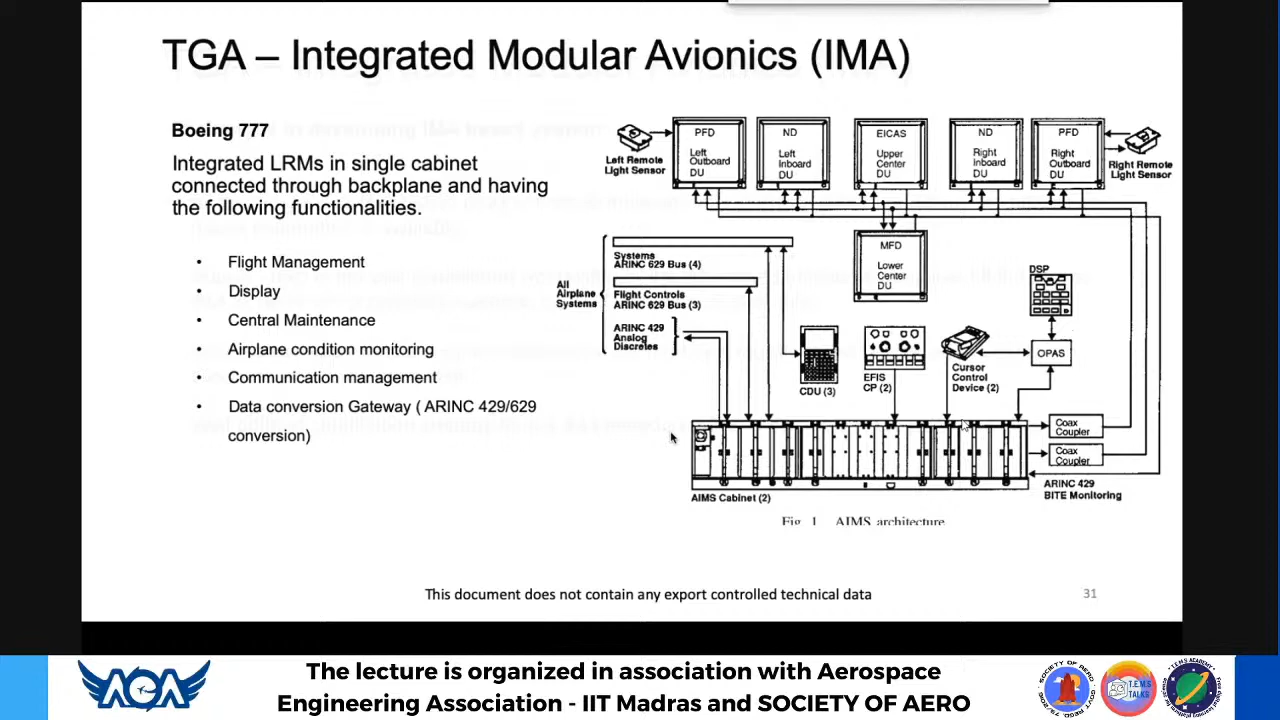 TGA – Integrated Modular Avionics (IMA)
Boeing 777
Integrated LRMs in single cabinet
connected through backplane and having
the following functionalities.
• Flight Management
• Display
• Central Maintenance
• Airplane condition monitoring
• Communication management
• Data conversion Gateway ( ARINC 429/629
conversion)
Left Remote
Light Sensor
PFD
Left
Outboard
DU
ND
Left
Inboard
DU
EICAS
Upper
Center
DU
ND
Right
Inboard
DU
PFD
Right
Outboard
DU
Right Remote
Light Sensor
MFD
Lower
Center
DU
All
Airplane
Systems
Systems
ARINC 629 Bus (4)
Flight Controls
ARINC 629 Bus (3)
ARINC 429
Analog
Discretes
CDU (3)
EFIS
CP (2)
Cursor
Control
Device (2)
DSP
OPAS
Coax
Coupler
Coax
Coupler
ARINC 429
BITE Monitoring
AIMS Cabinet (2)
Fig. 1 AIMS architecture
This document does not contain any export controlled technical data
31
AQA
The lecture is organized in association with Aerospace
Engineering Association - IIT Madras and SOCIETY OF AERO
SOCIETY OF AERO
T.E.M.S
TALKS
T.E.M.S ACADEMY